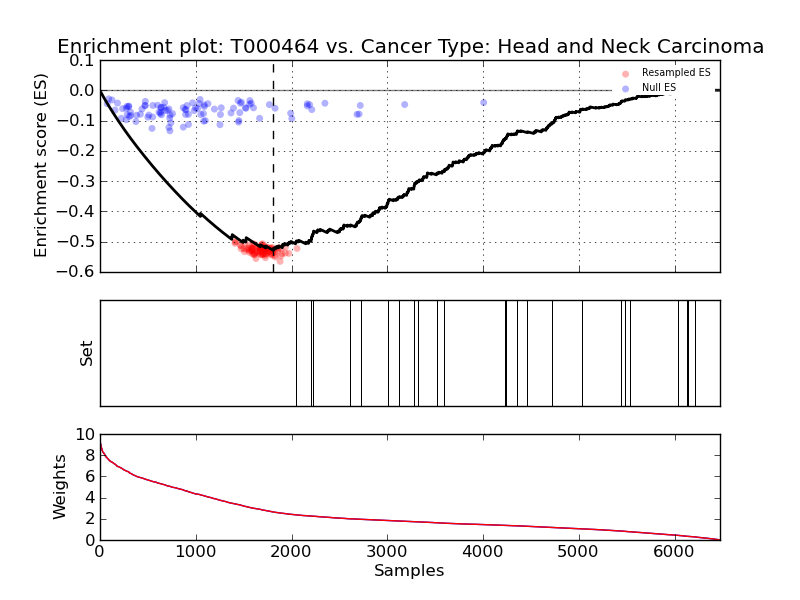 Enrichment plot: T000464 vs. Cancer Type: Head and Neck Carcinoma
0.1
0.0
−0.1
−0.2
−0.3
−0.4
−0.5
−0.6
Enrichment score (ES)
Resampled ES
Null ES
Set
10
8
6
4
2
0
Weights
0 1000 2000 3000 4000 5000 6000
Samples